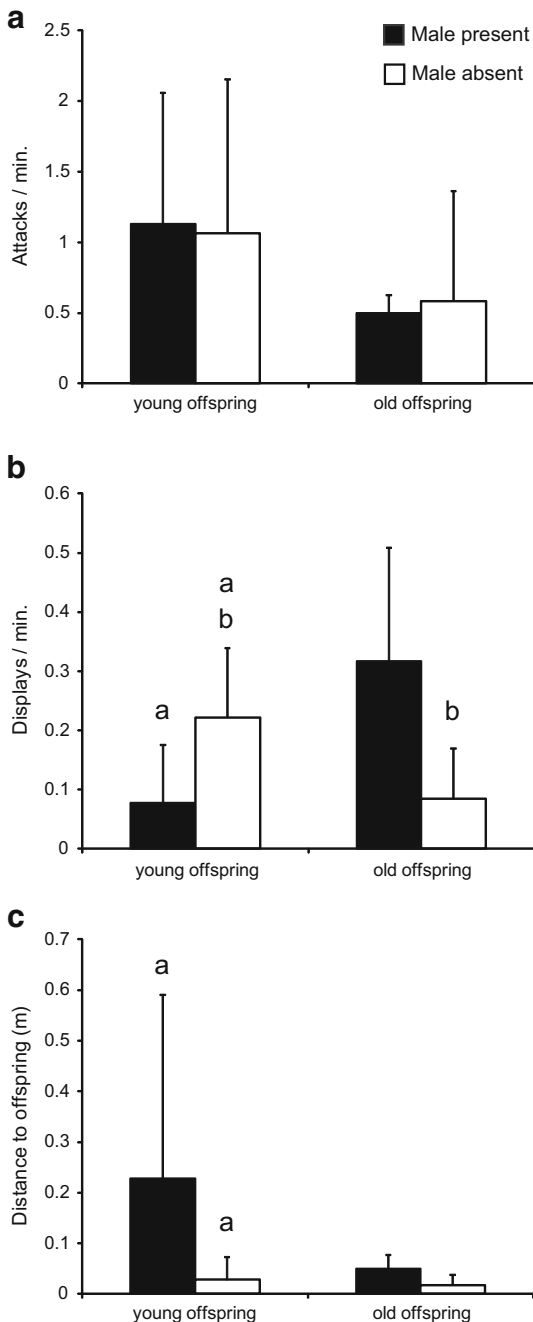 a
Male present
Male absent
2.5
2
1.5
1
0.5
0
Attacks / min.
young offspring
old offspring
b
0.6
0.5
0.4
0.3
0.2
0.1
0
Displays / min.
a
a
b
b
young offspring
old offspring
c
0.7
0.6
0.5
0.4
0.3
0.2
0.1
0
Distance to offspring (m)
a
a
young offspring
old offspring